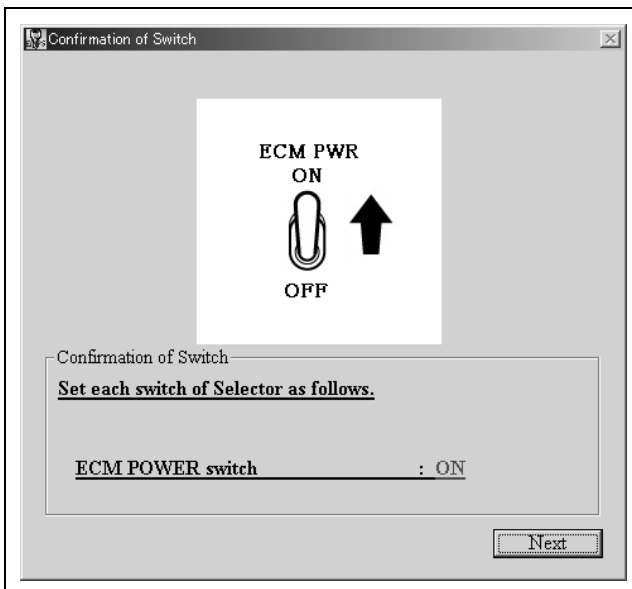 Confirmation of Switch
ECM PWR
ON
OFF
Confirmation of Switch
Set each switch of Selector as follows.
ECM POWER switch : ON
Next